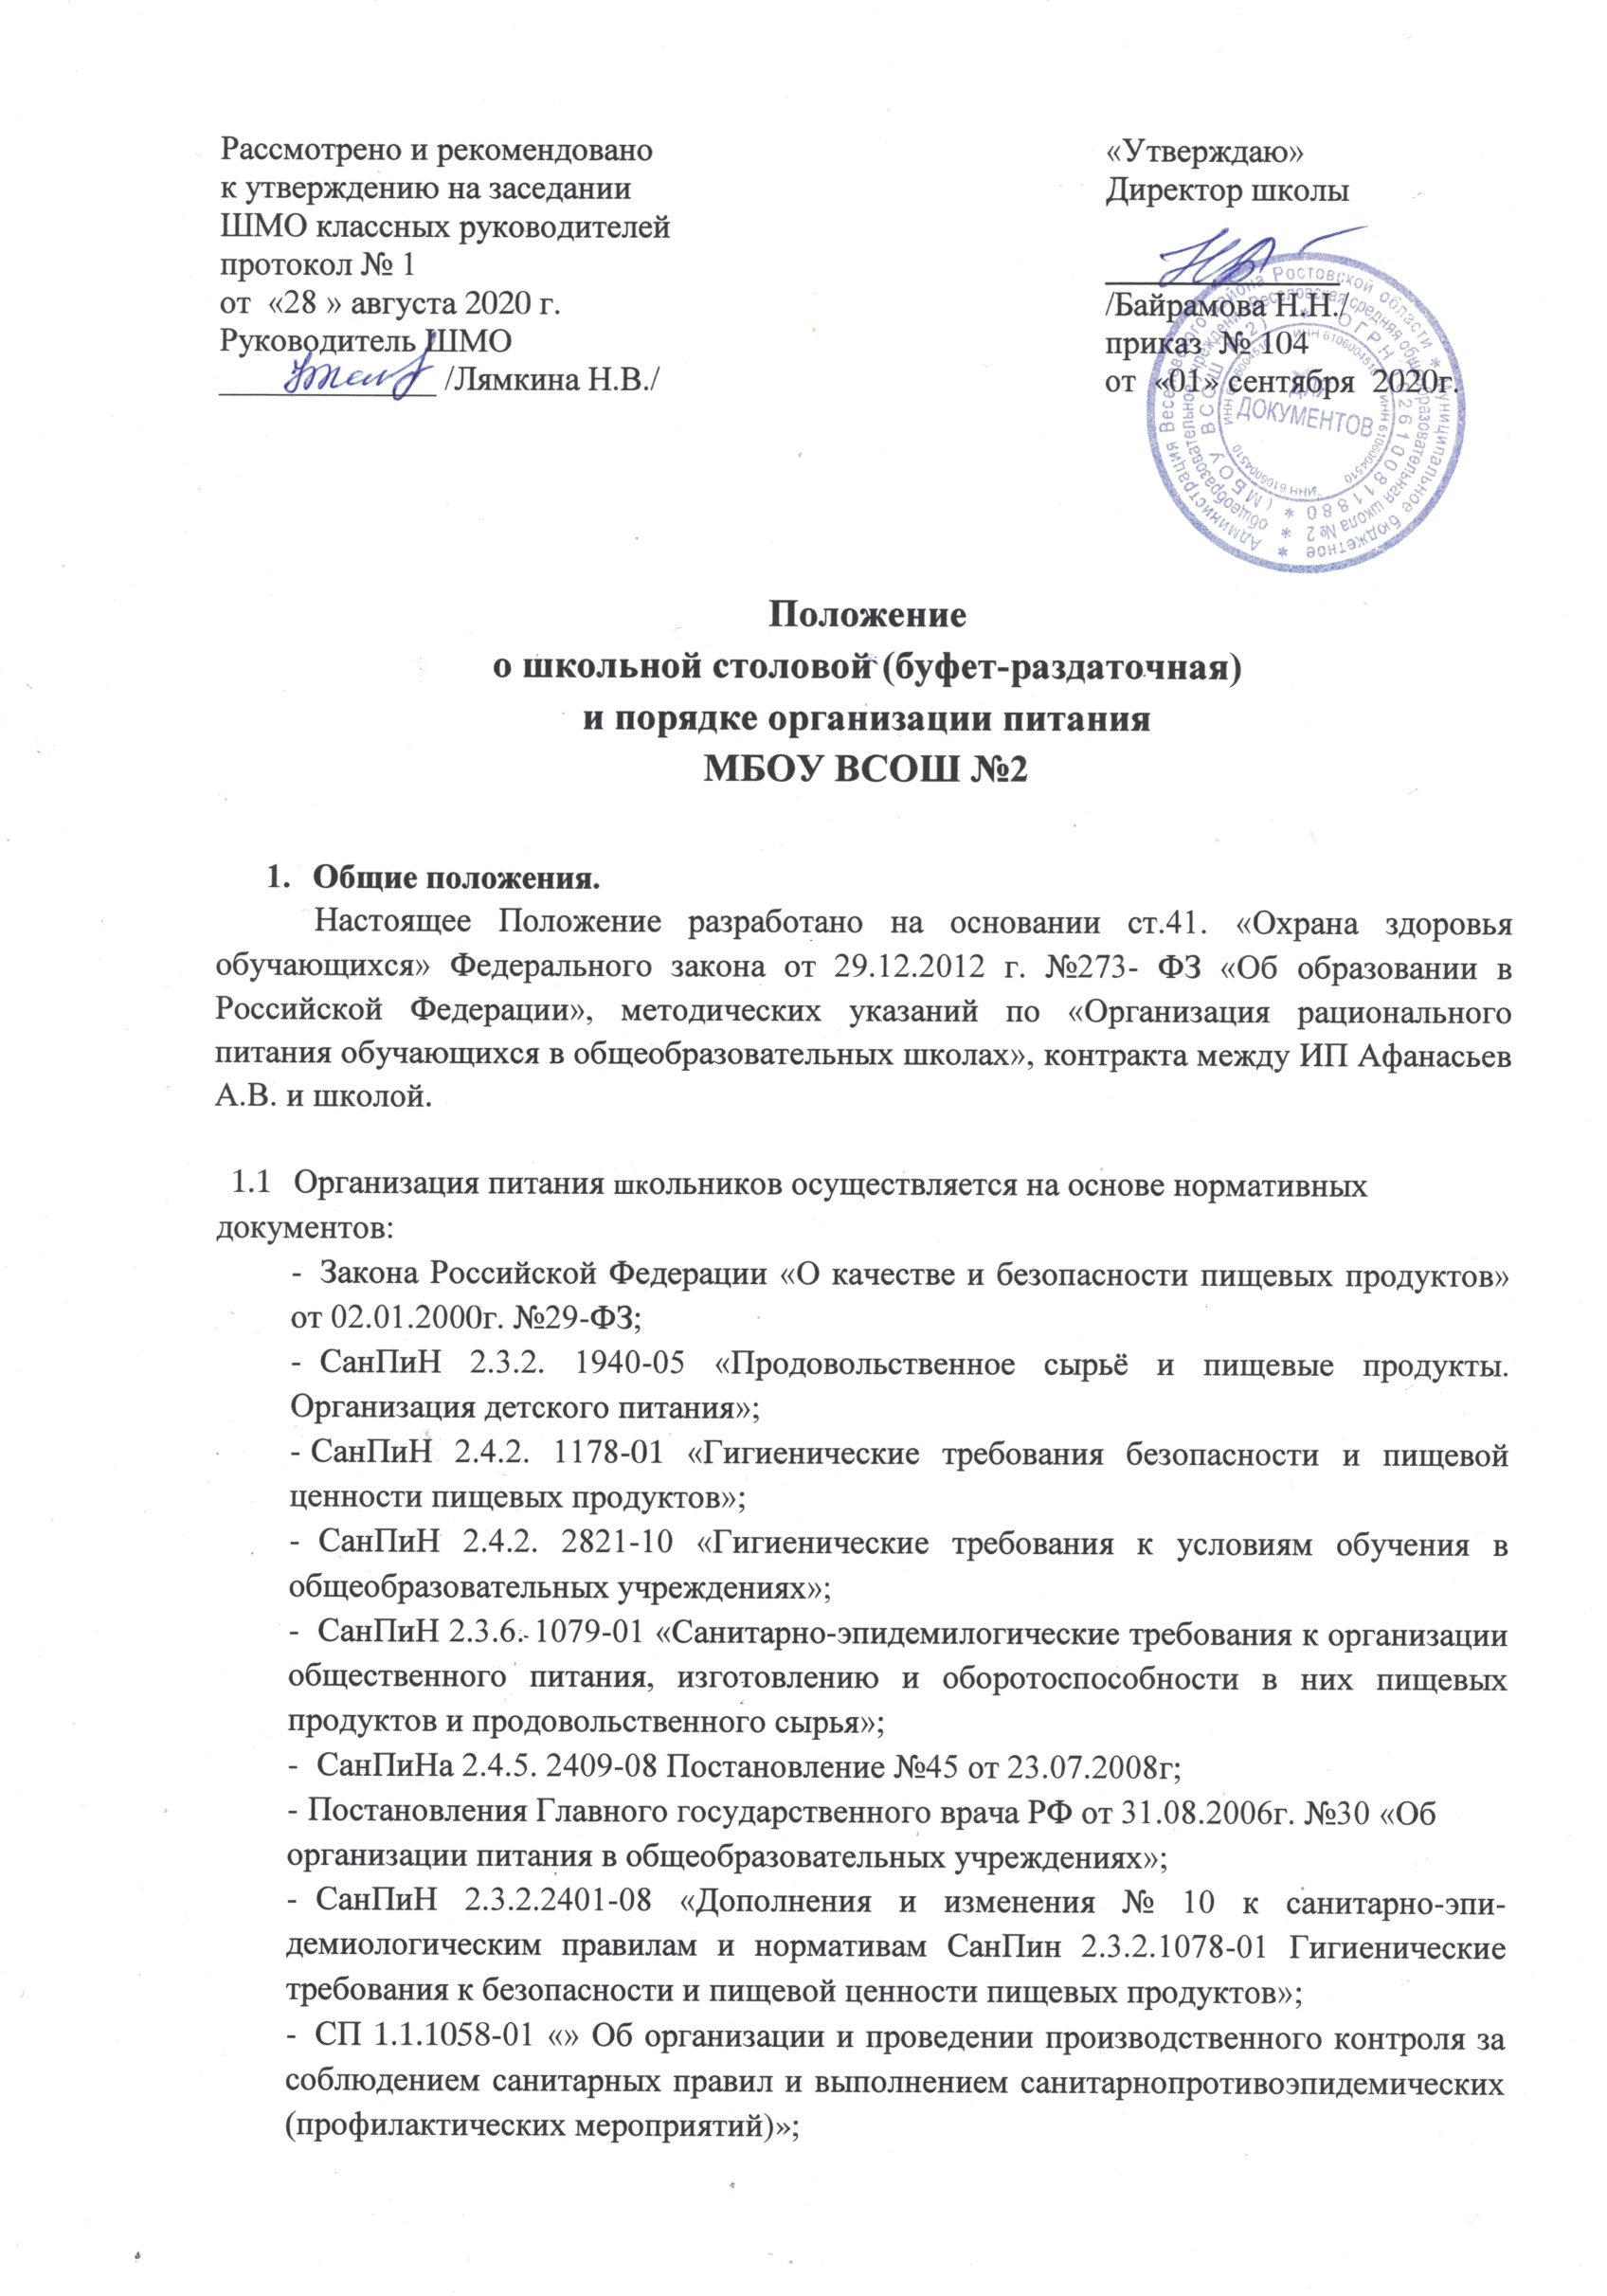 Рассмотрено и рекомендовано
к утверждению на заседании
ШМО классных руководителей
протокол № 1
от «28 » августа 2020 г.
Руководитель ШМО
/Лямкина Н.В./
«Утверждаю»
Директор школы
/Байрамова Н.Н./
приказ № 104
от «01» сентября 2020г.
ДЛЯ
ДОКУМЕНТОВ
Положение
о школьной столовой (буфет-раздаточная)
и порядке организации питания
МБОУ ВСОШ №2
1. Общие положения.
Настоящее Положение разработано на основании ст.41. «Охрана здоровья
обучающихся» Федерального закона от 29.12.2012 г. №273- ФЗ «Об образовании в
Российской Федерации», методических указаний по «Организация рационального
питания обучающихся в общеобразовательных школах», контракта между ИП Афанасьев
А.В. и школой.
1.1 Организация питания школьников осуществляется на основе нормативных
документов:
- Закона Российской Федерации «О качестве и безопасности пищевых продуктов»
от 02.01.2000г. №29-ФЗ;
- СанПиН 2.3.2. 1940-05 «Продовольственное сырьё и пищевые продукты.
Организация детского питания»;
- СанПиН 2.4.2. 1178-01 «Гигиенические требования безопасности и пищевой
ценности пищевых продуктов»;
- СанПиН 2.4.2. 2821-10 «Гигиенические требования к условиям обучения в
общеобразовательных учреждениях»;
- СанПиН 2.3.6. 1079-01 «Санитарно-эпидемилогические требования к организации
общественного питания, изготовлению и оборотоспособности в них пищевых
продуктов и продовольственного сырья»;
- СанПиНа 2.4.5. 2409-08 Постановление №45 от 23.07.2008г;
- Постановления Главного государственного врача РФ от 31.08.2006г. №30 «Об
организации питания в общеобразовательных учреждениях»;
- СанПиН 2.3.2.2401-08 «Дополнения и изменения № 10 к санитарно-эпи-
демиологическим правилам и нормативам СанПин 2.3.2.1078-01 Гигиенические
требования к безопасности и пищевой ценности пищевых продуктов»;
- СП 1.1.1058-01 «» Об организации и проведении производственного контроля за
соблюдением санитарных правил и выполнением санитарнопротивоэпидемических
(профилактических мероприятий)»;